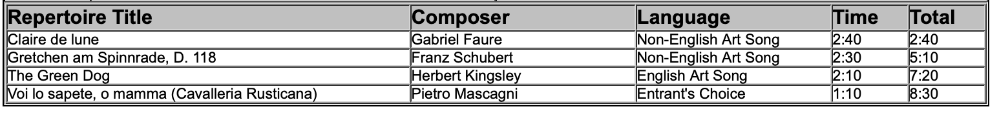 Repertoire Title Composer Language Time Total
Claire de lune Gabriel Faure Non-English Art Song 2:40 2:40
Gretchen am Spinnrade, D. 118 Franz Schubert Non-English Art Song 2:30 5:10
The Green Dog Herbert Kingsley English Art Song 2:10 7:20
Voi lo sapete, o mamma (Cavalleria Rusticana) Pietro Mascagni Entrant's Choice 1:10 8:30